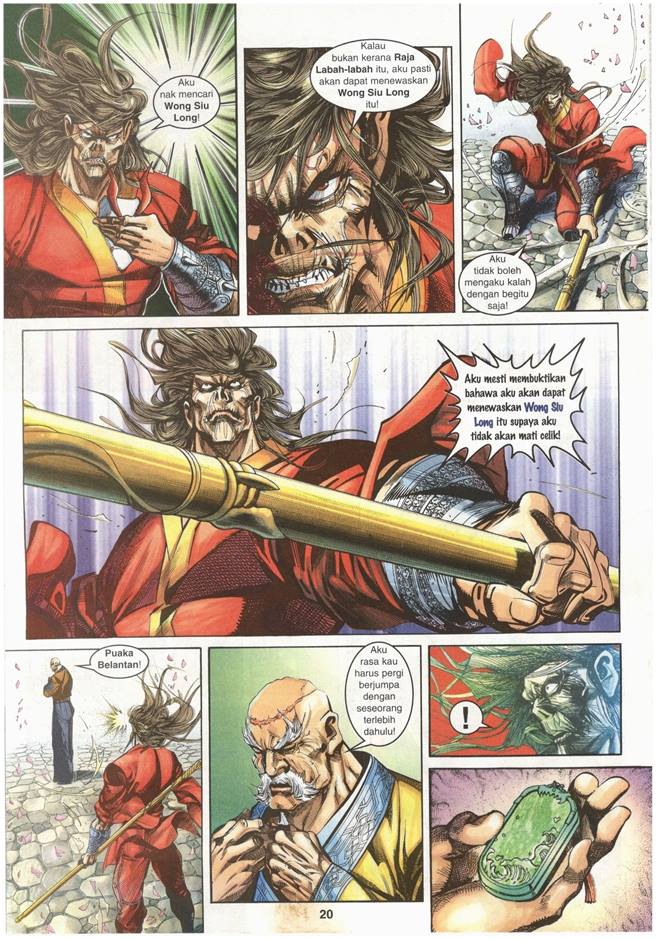 Aku
nak mencari
Wong Siu
Long!
Kalau
bukan kerana Raja
Labah-labah itu, aku pasti
akan dapat menewaskan
Wong Siu Long
itu!
Aku
tidak boleh
mengaku kalah
dengan begitu
saja!
Aku mesti membuktikan
bahawa aku akan dapat
menewaskan Wong Siu
Long itu supaya aku
tidak akan mati celik!
Puaka
Belantan!
Aku
rasa kau
harus pergi
berjumpa
dengan
seseorang
terlebih
dahulu!
!
20